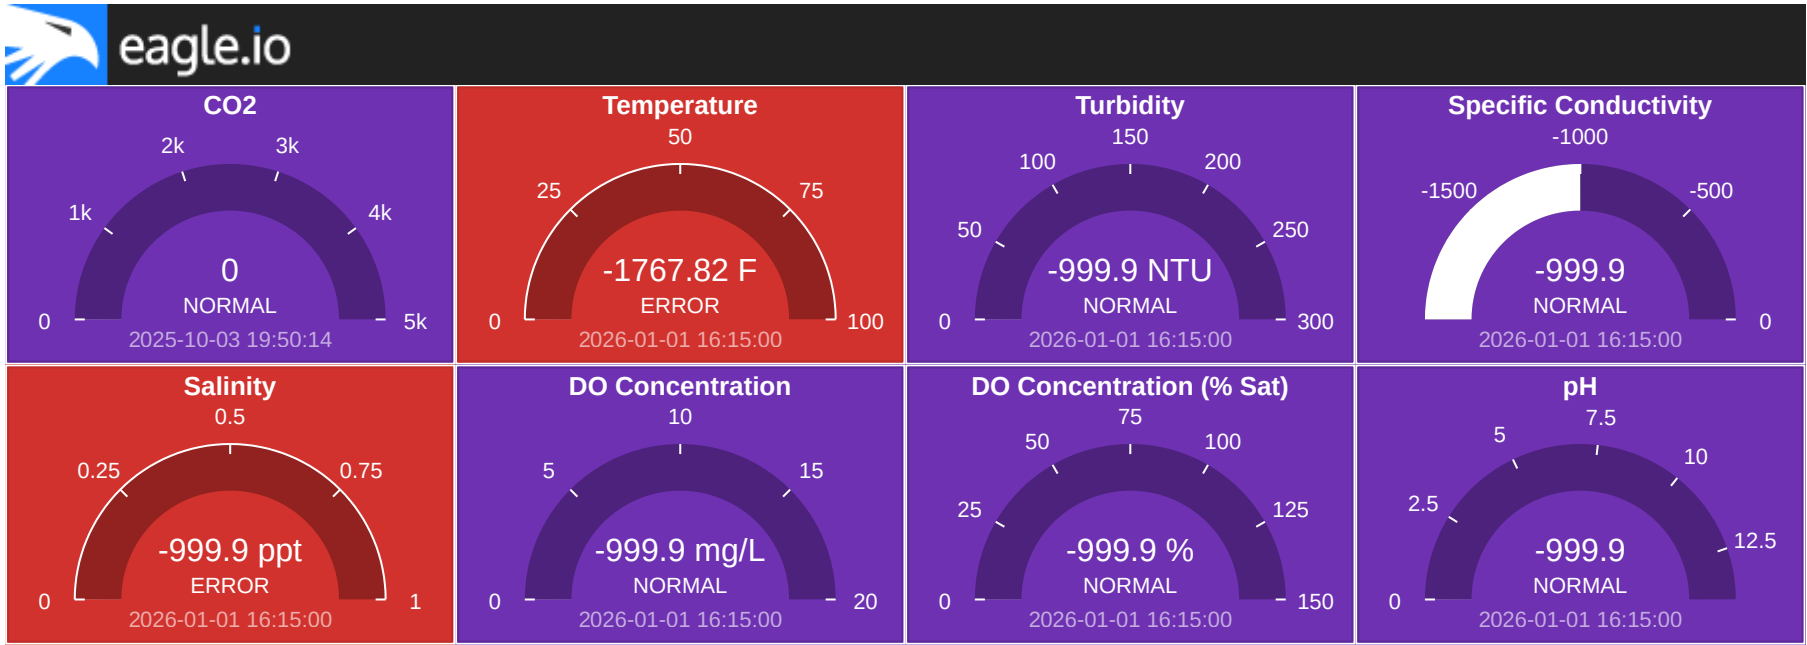 eagle.io
CO2
2k
3k
1k
4k
0
NORMAL
0
5k
2025-10-03 19:50:14
Temperature
50
25
75
-1767.82 F
ERROR
0
100
2026-01-01 16:15:00
Turbidity
150
100
200
50
250
-999.9 NTU
NORMAL
0
300
2026-01-01 16:15:00
Specific Conductivity
-1000
-1500
-500
-999.9
NORMAL
0
2026-01-01 16:15:00
Salinity
0.5
0.25
0.75
-999.9 ppt
ERROR
0
1
2026-01-01 16:15:00
DO Concentration
10
5
15
-999.9 mg/L
NORMAL
0
20
2026-01-01 16:15:00
DO Concentration (% Sat)
75
50
100
25
125
-999.9 %
NORMAL
0
150
2026-01-01 16:15:00
pH
7.5
5
10
2.5
12.5
-999.9
NORMAL
0
2026-01-01 16:15:00